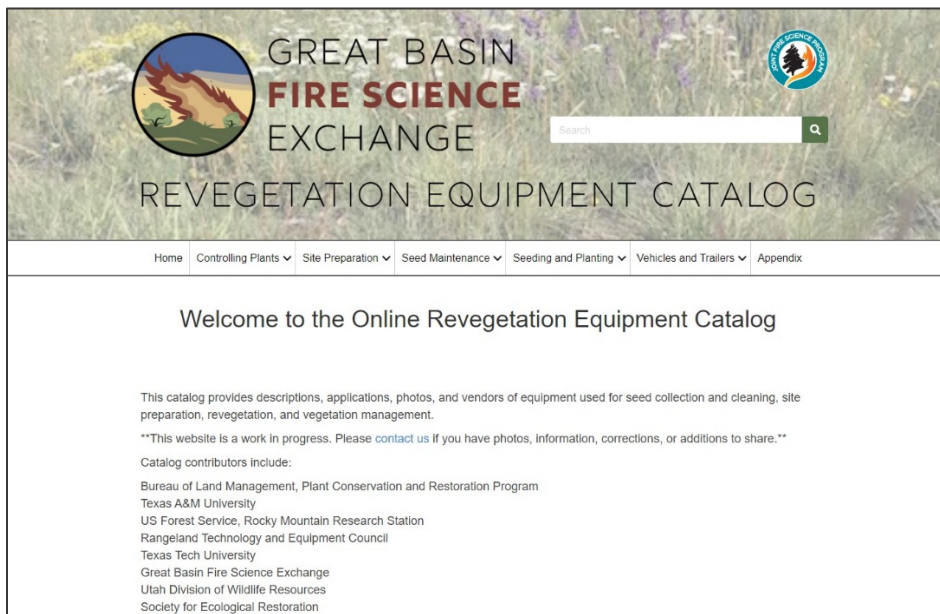 GREAT BASIN
FIRE SCIENCE
EXCHANGE
JOINT FIRE SCIENCE PROGRAM
Search
REVEGETATION EQUIPMENT CATALOG
Home Controlling Plants Site Preparation Seed Maintenance Seeding and Planting Vehicles and Trailers Appendix
Welcome to the Online Revegetation Equipment Catalog
This catalog provides descriptions, applications, photos, and vendors of equipment used for seed collection and cleaning, site
preparation, revegetation, and vegetation management.
**This website is a work in progress. Please contact us if you have photos, information, corrections, or additions to share.**
Catalog contributors include:
Bureau of Land Management, Plant Conservation and Restoration Program
Texas A&M University
US Forest Service, Rocky Mountain Research Station
Rangeland Technology and Equipment Council
Texas Tech University
Great Basin Fire Science Exchange
Utah Division of Wildlife Resources
Society for Ecological Restoration